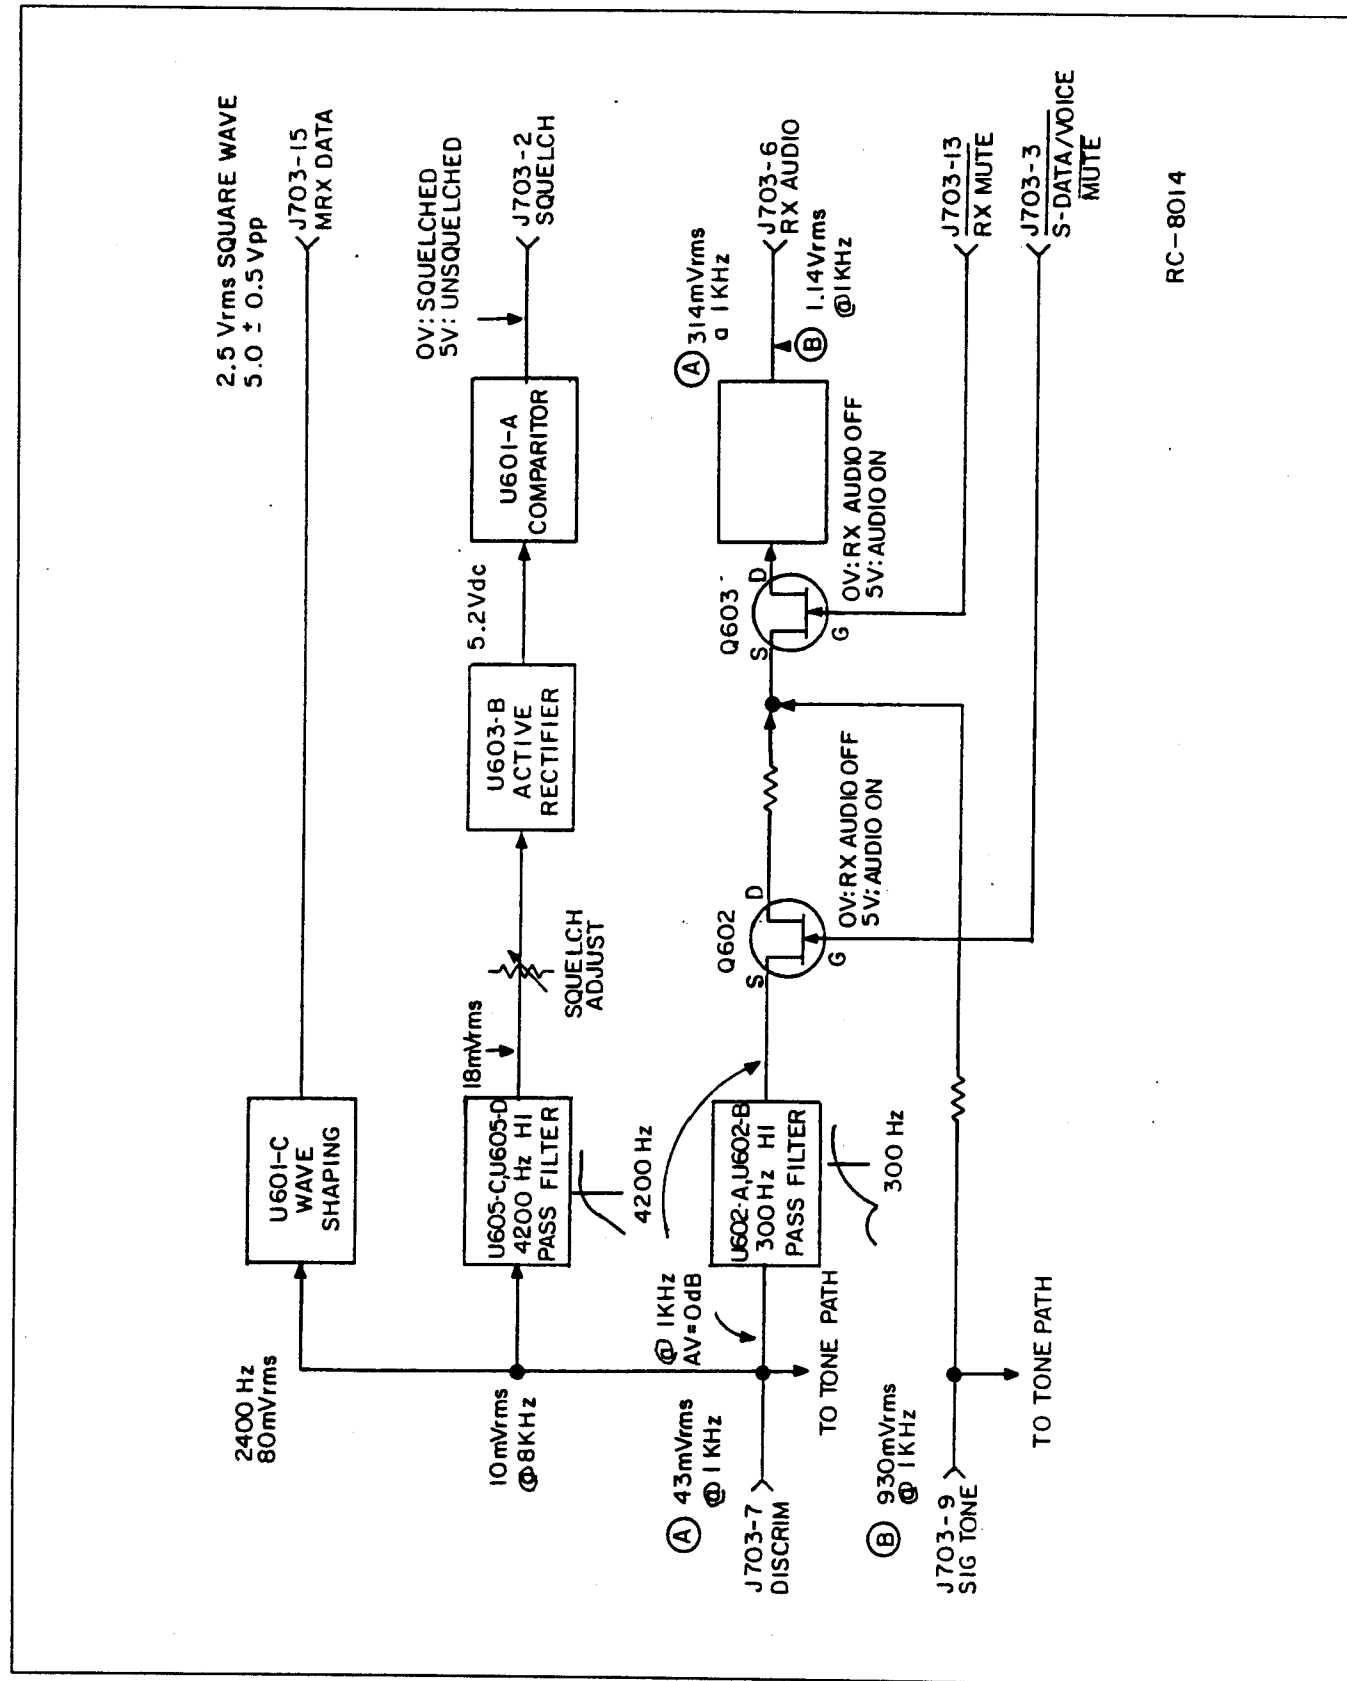 2.5 Vrms SQUARE WAVE
5.0 ± 0.5 Vpp
2400 Hz
80mVrms
U601-C
WAVE
SHAPING
J703-15
MRX DATA
10mVrms
@8KHz
U605-C,U605-D
4200 Hz HI
PASS FILTER
4200 Hz
18mVrms
SQUELCH
ADJUST
U603-B
ACTIVE
RECTIFIER
5.2Vdc
U601-A
COMPARITOR
0V: SQUELCHED
5V: UNSQUELCHED
J703-2
SQUELCH
A 43mVrms
@ 1KHz
J703-7
DISCRIM
@ 1KHz
AV=0dB
TO TONE PATH
U602-A,U602-B
300Hz HI
PASS FILTER
300 Hz
Q602
S
D
G
0V: RX AUDIO OFF
5V: AUDIO ON
Q603
S
D
G
0V: RX AUDIO OFF
5V: AUDIO ON
A 314mVrms
a 1KHz
B 1.14Vrms
@1KHz
J703-6
RX AUDIO
B 930mVrms
@ 1KHz
J703-9
SIG TONE
TO TONE PATH
J703-13
RX MUTE
J703-3
S-DATA/VOICE
MUTE
RC-8014